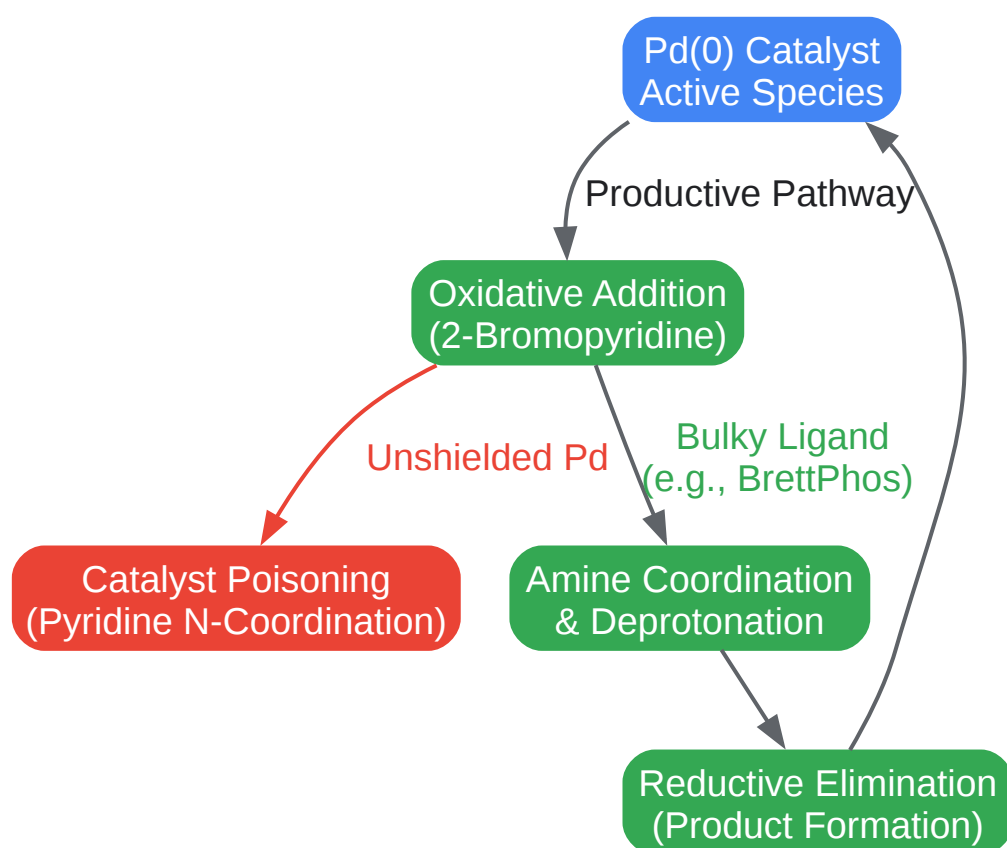 Pd(0) Catalyst
Active Species
Productive Pathway
Oxidative Addition
(2-Bromopyridine)
Unshielded Pd
Bulky Ligand
(e.g., BrettPhos)
Catalyst Poisoning
(Pyridine N-Coordination)
Amine Coordination
& Deprotonation
Reductive Elimination
(Product Formation)